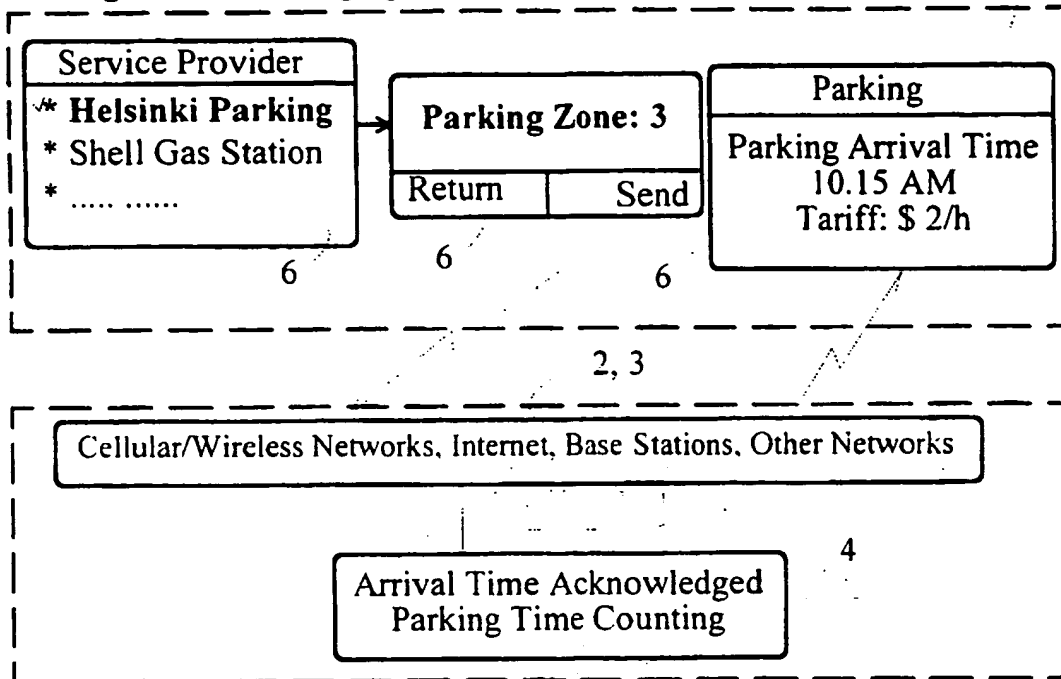 Service Provider
* Helsinki Parking
* Shell Gas Station
* ..... ......
Parking Zone: 3
Return Send
Parking
Parking Arrival Time
10.15 AM
Tariff: $ 2/h
6
6
6
2, 3
Cellular/Wireless Networks, Internet, Base Stations, Other Networks
4
Arrival Time Acknowledged
Parking Time Counting